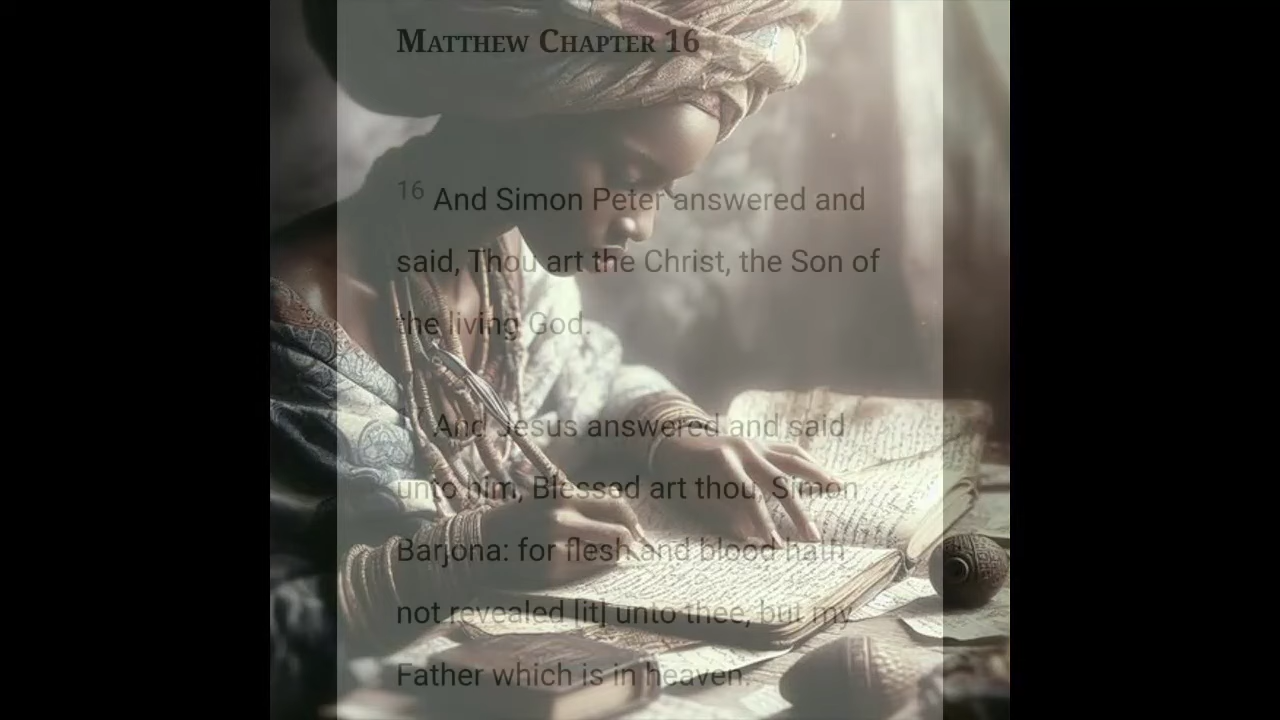 MATTHEW CHAPTER 16
16 And Simon Peter answered and
said, Thou art the Christ, the Son of
the living God.
And Jesus answered and said
unto him, Blessed art thou, Simon
Barjona: for flesh and blood hath
not revealed [it] unto thee, but my
Father which is in heaven.